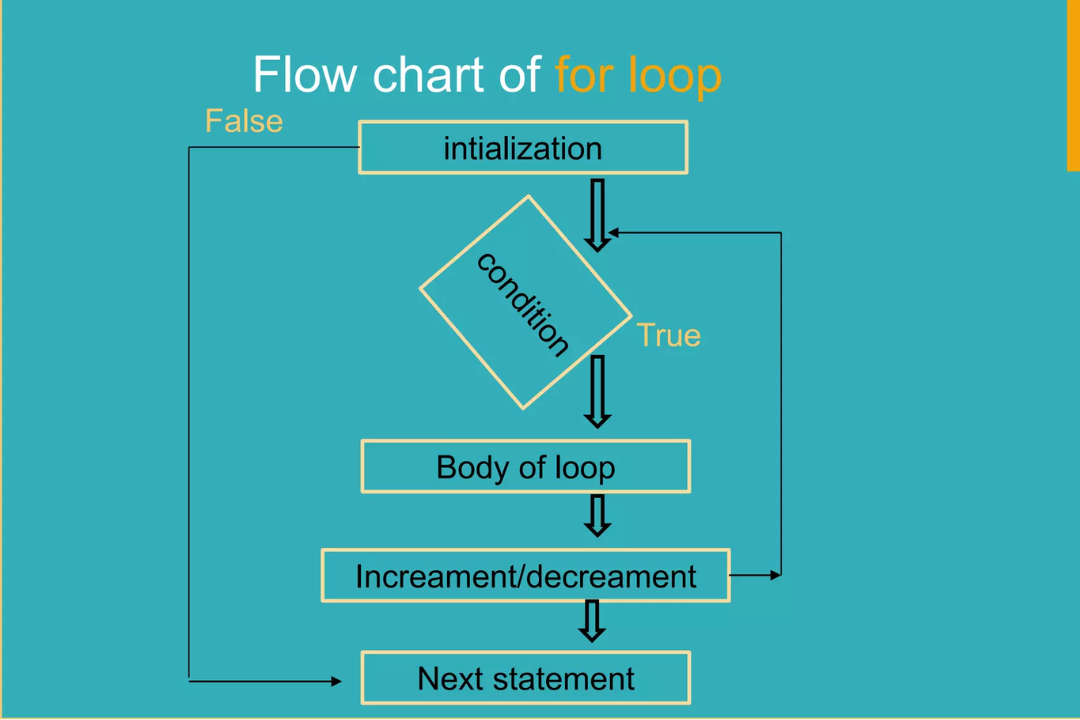 Flow chart of for loop
False
intialization
condition
True
Body of loop
Increament/decreament
Next statement